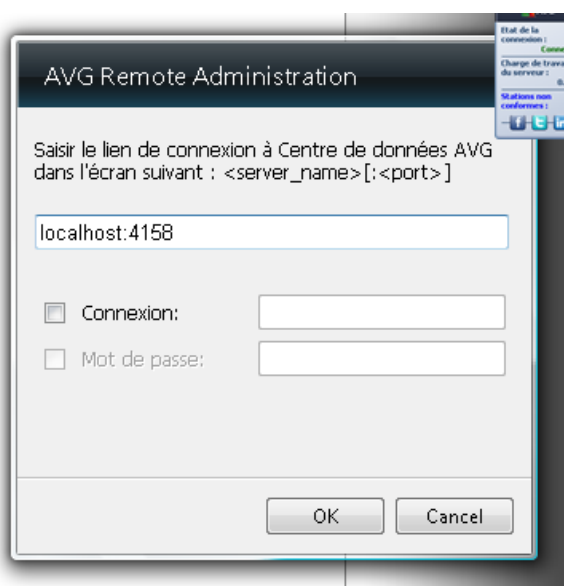 AVG Remote Administration
Saisir le lien de connexion à Centre de données AVG
dans l'écran suivant : <server_name>[:<port>]
localhost:4158
Connexion:
Mot de passe:
OK
Cancel
Etat de la
connexion :
Conne
Charge de trava
du serveur :
Stations non
conformes :